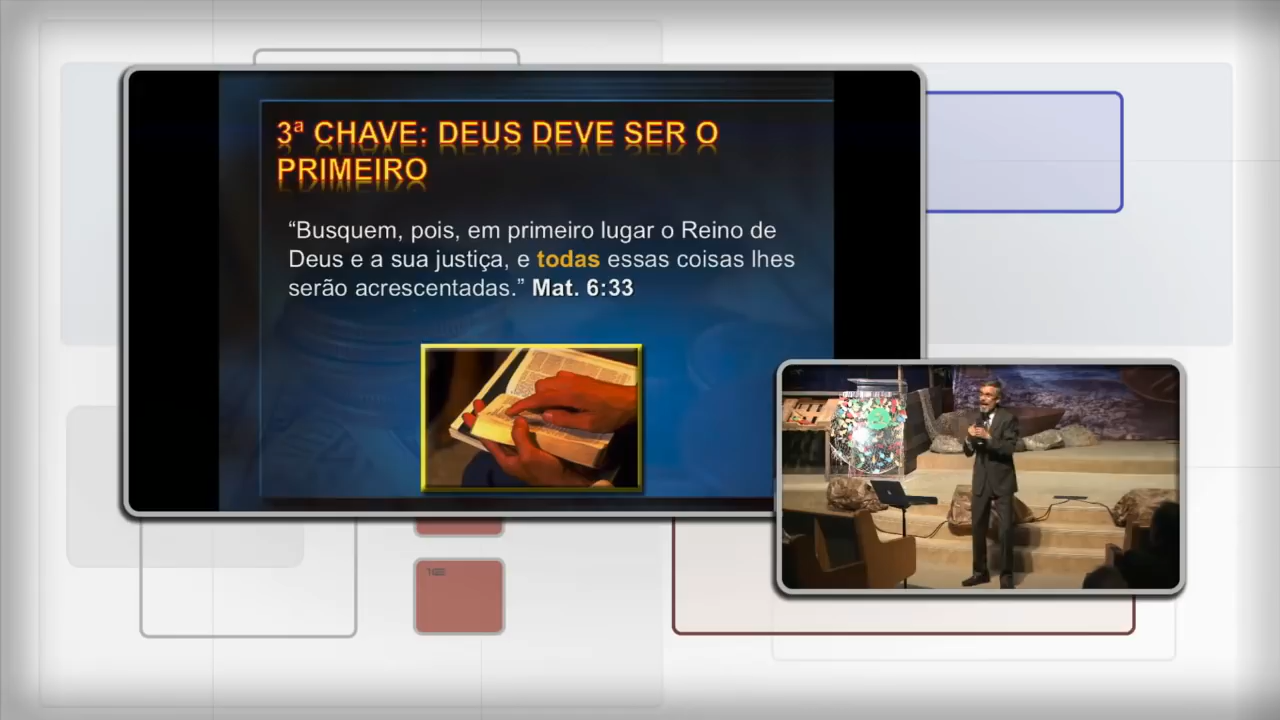 3ª CHAVE: DEUS DEVE SER O
PRIMEIRO
“Busquem, pois, em primeiro lugar o Reino de
Deus e a sua justiça, e todas essas coisas lhes
serão acrescentadas.” Mat. 6:33